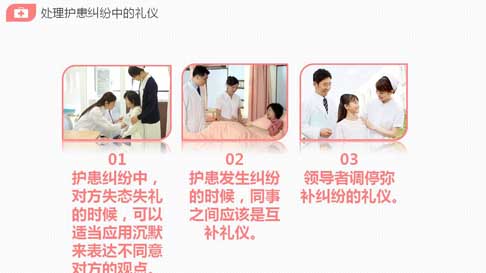 处理护患纠纷中的礼仪
01
护患纠纷中，
对方失态失礼
的时候，可以
适当应用沉默
来表达不同意
对方的观点。
02
护患发生纠纷
的时候，同事
之间应该是互
补礼仪。
03
领导者调停弥
补纠纷的礼仪。